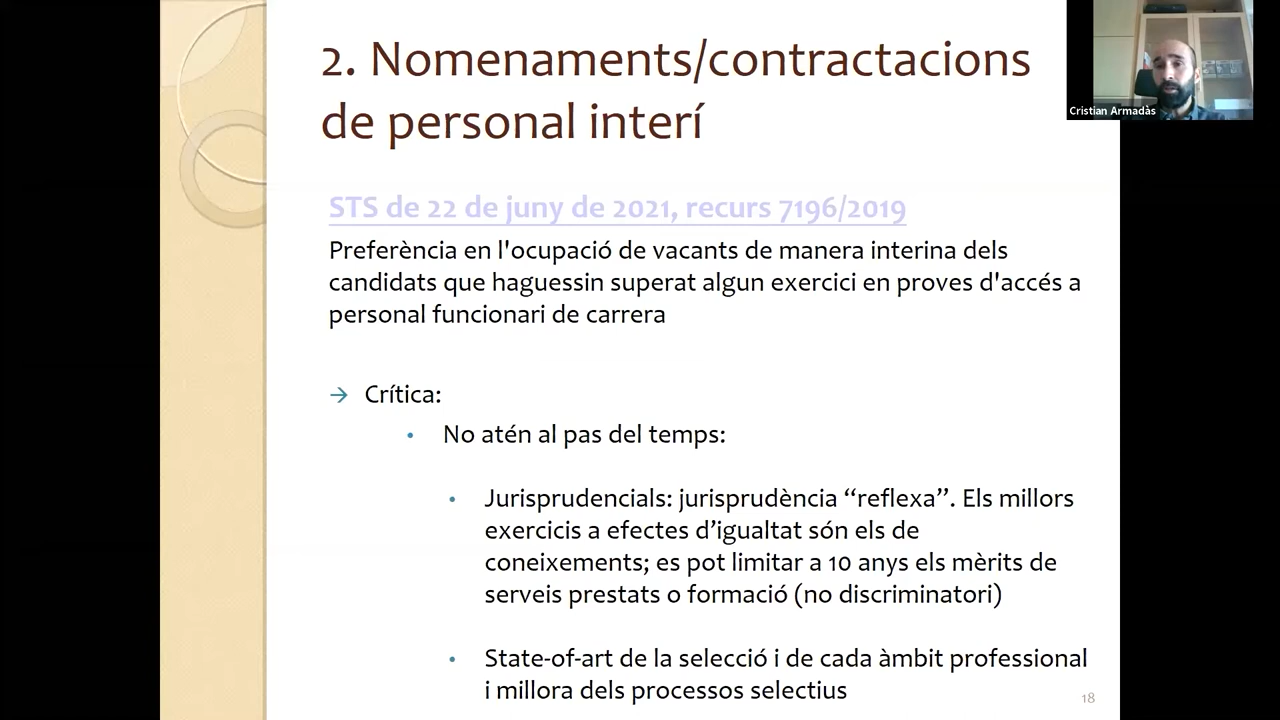 2. Nomenaments/contractacions
de personal interí
Cristian Armadàs
STS de 22 de juny de 2021, recurs 7196/2019
Preferència en l'ocupació de vacants de manera interina dels
candidats que haguessin superat algun exercici en proves d'accés a
personal funcionari de carrera
→ Crítica:
• No atén al pas del temps:
• Jurisprudencials: jurisprudència “reflexa”. Els millors
exercicis a efectes d’igualtat són els de
coneixements; es pot limitar a 10 anys els mèrits de
serveis prestats o formació (no discriminatori)
• State-of-art de la selecció i de cada àmbit professional
i millora dels processos selectius
18